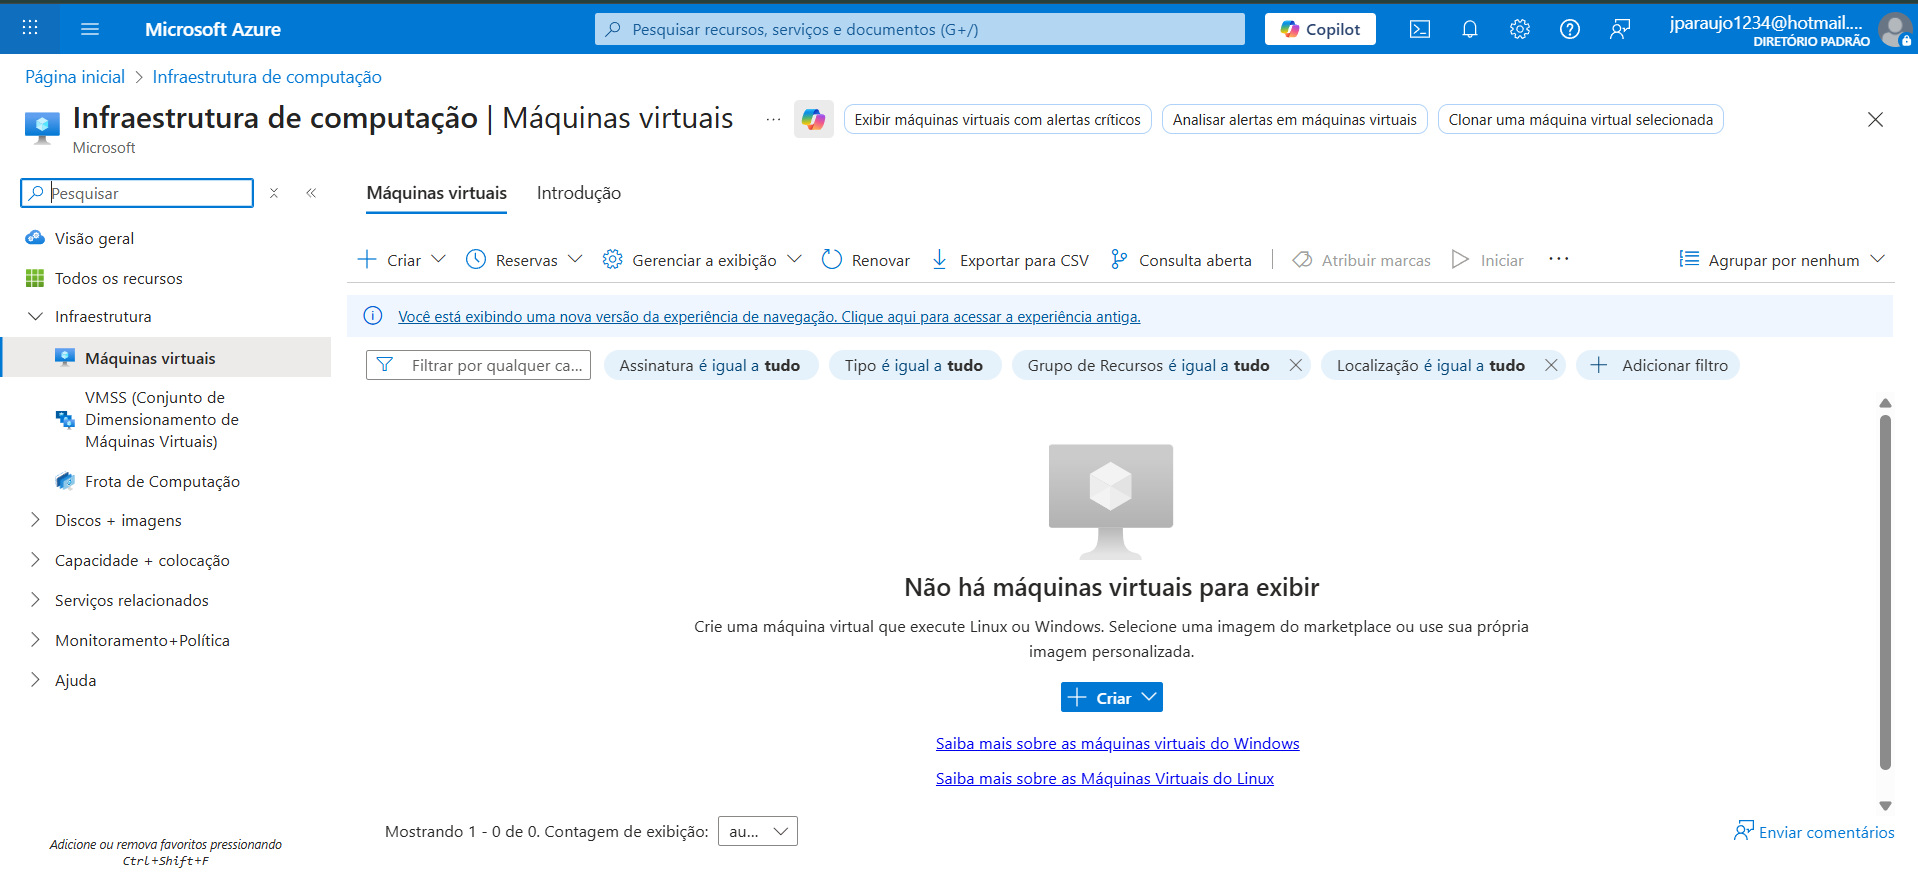 Microsoft Azure
Pesquisar recursos, serviços e documentos (G+/)
Copilot
jparaujo1234@hotmail....
DIRETÓRIO PADRÃO
Página inicial > Infraestrutura de computação
Infraestrutura de computação | Máquinas virtuais
...
Exibir máquinas virtuais com alertas críticos
Analisar alertas em máquinas virtuais
Clonar uma máquina virtual selecionada
Microsoft
Pesquisar
Visão geral
Todos os recursos
Infraestrutura
Máquinas virtuais
VMSS (Conjunto de
Dimensionamento de
Máquinas Virtuais)
Frota de Computação
Discos + imagens
Capacidade + colocação
Serviços relacionados
Monitoramento+Política
Ajuda
Adicione ou remova favoritos pressionando
Ctrl+Shift+F
Máquinas virtuais
Introdução
Criar
Reservas
Gerenciar a exibição
Renovar
Exportar para CSV
Consulta aberta
Atribuir marcas
Iniciar
...
Agrupar por nenhum
Você está exibindo uma nova versão da experiência de navegação. Clique aqui para acessar a experiência antiga.
Filtrar por qualquer ca...
Assinatura é igual a tudo
Tipo é igual a tudo
Grupo de Recursos é igual a tudo
Localização é igual a tudo
Adicionar filtro
Não há máquinas virtuais para exibir
Crie uma máquina virtual que execute Linux ou Windows. Selecione uma imagem do marketplace ou use sua própria
imagem personalizada.
Criar
Saiba mais sobre as máquinas virtuais do Windows
Saiba mais sobre as Máquinas Virtuais do Linux
Mostrando 1 - 0 de 0. Contagem de exibição:
au...
Enviar comentários